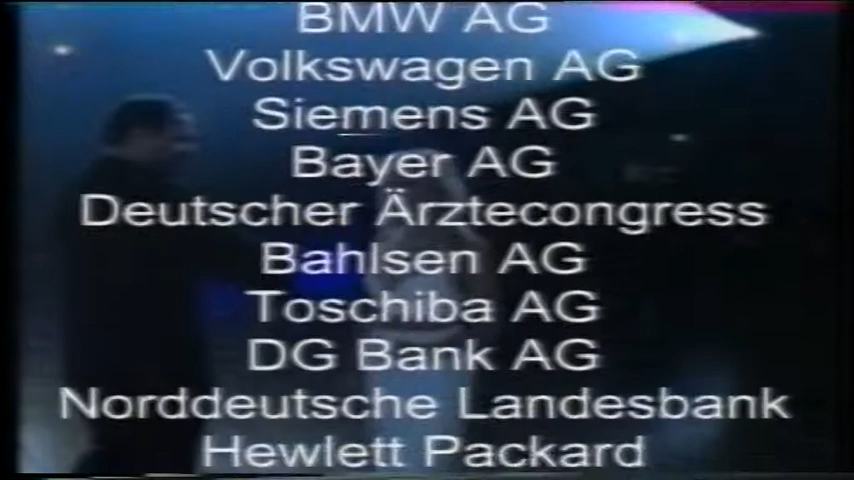 BMW AG
Volkswagen AG
Siemens AG
Bayer AG
Deutscher Ärztecongress
Bahlsen AG
Toschiba AG
DG Bank AG
Norddeutsche Landesbank
Hewlett Packard